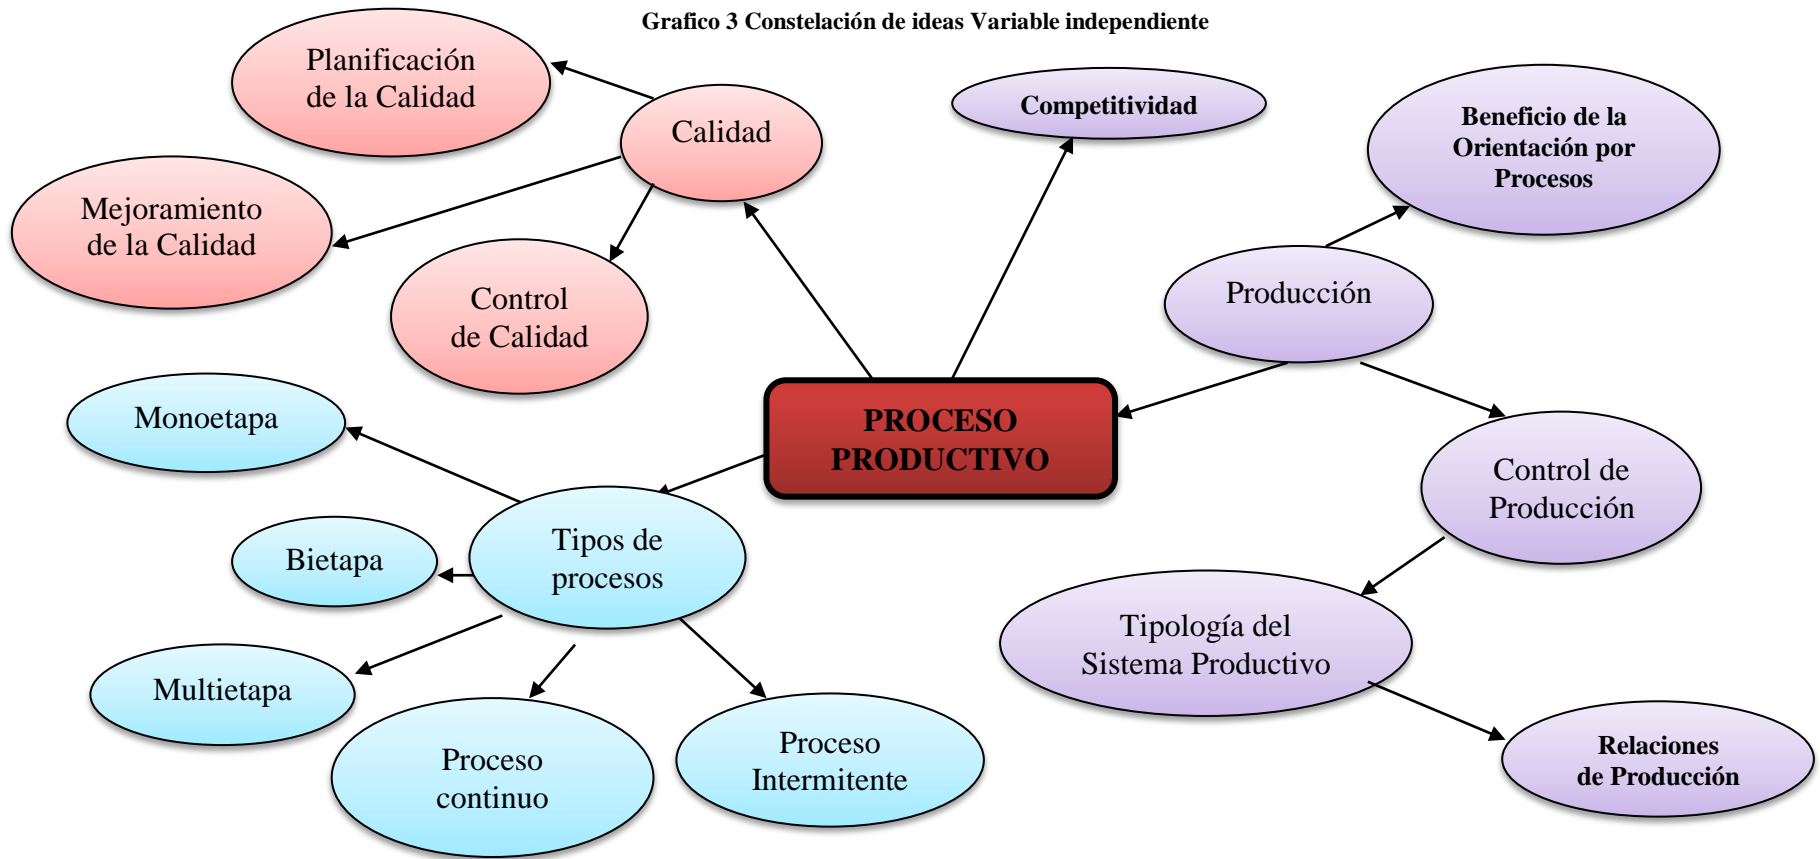 Grafico 3 Constelación de ideas Variable independiente
Planificación
de la Calidad
Calidad
Competitividad
Beneficio de la
Orientación por
Procesos
Mejoramiento
de la Calidad
Control
de Calidad
Producción
Monoetapa
PROCESO
PRODUCTIVO
Control de
Producción
Bietapa
Tipos de
procesos
Tipología del
Sistema Productivo
Multietapa
Proceso
continuo
Proceso
Intermitente
Relaciones
de Producción